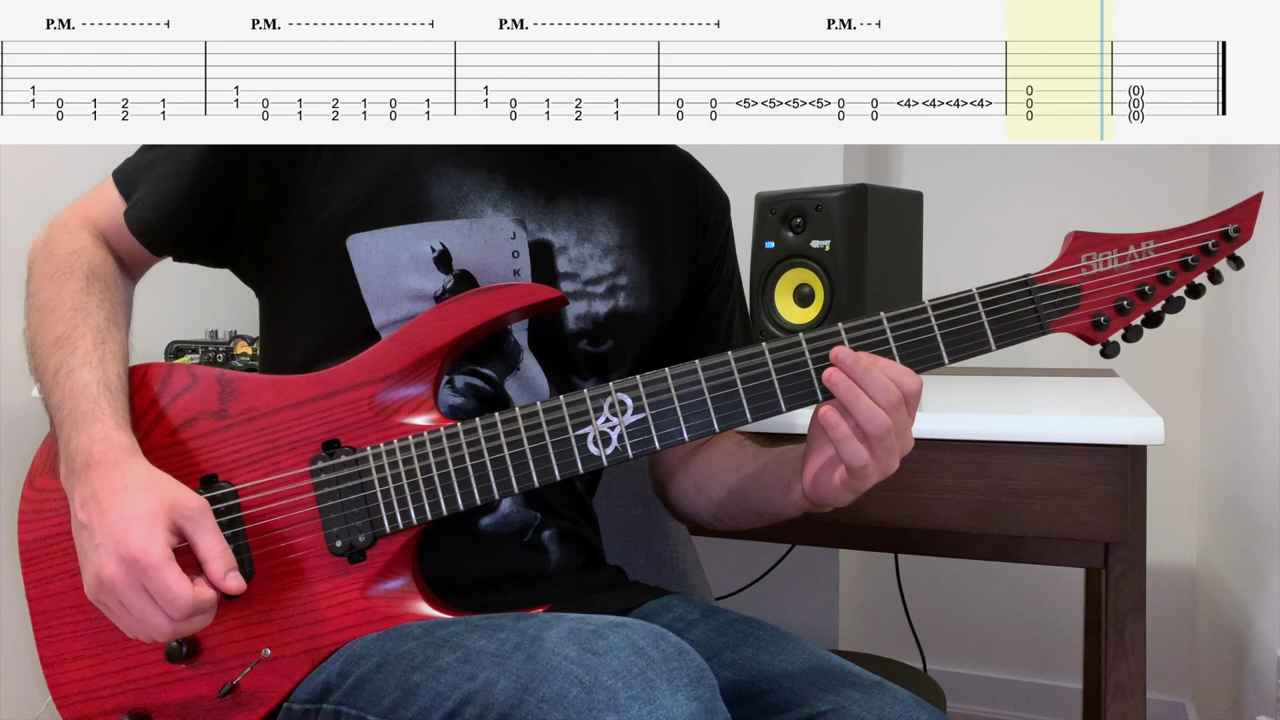 P.M. P.M. P.M. P.M.
1 1 1 0 (0)
1 0 1 2 1 1 0 1 2 1 0 1 1 0 1 2 1 0 0 <5> <5> <5> <5> 0 0 <4> <4> <4> <4> 0 (0)
0 1 2 1 0 1 2 1 0 1 0 1 2 1 0 0 0 0 0 (0)
JOK
SOLAR